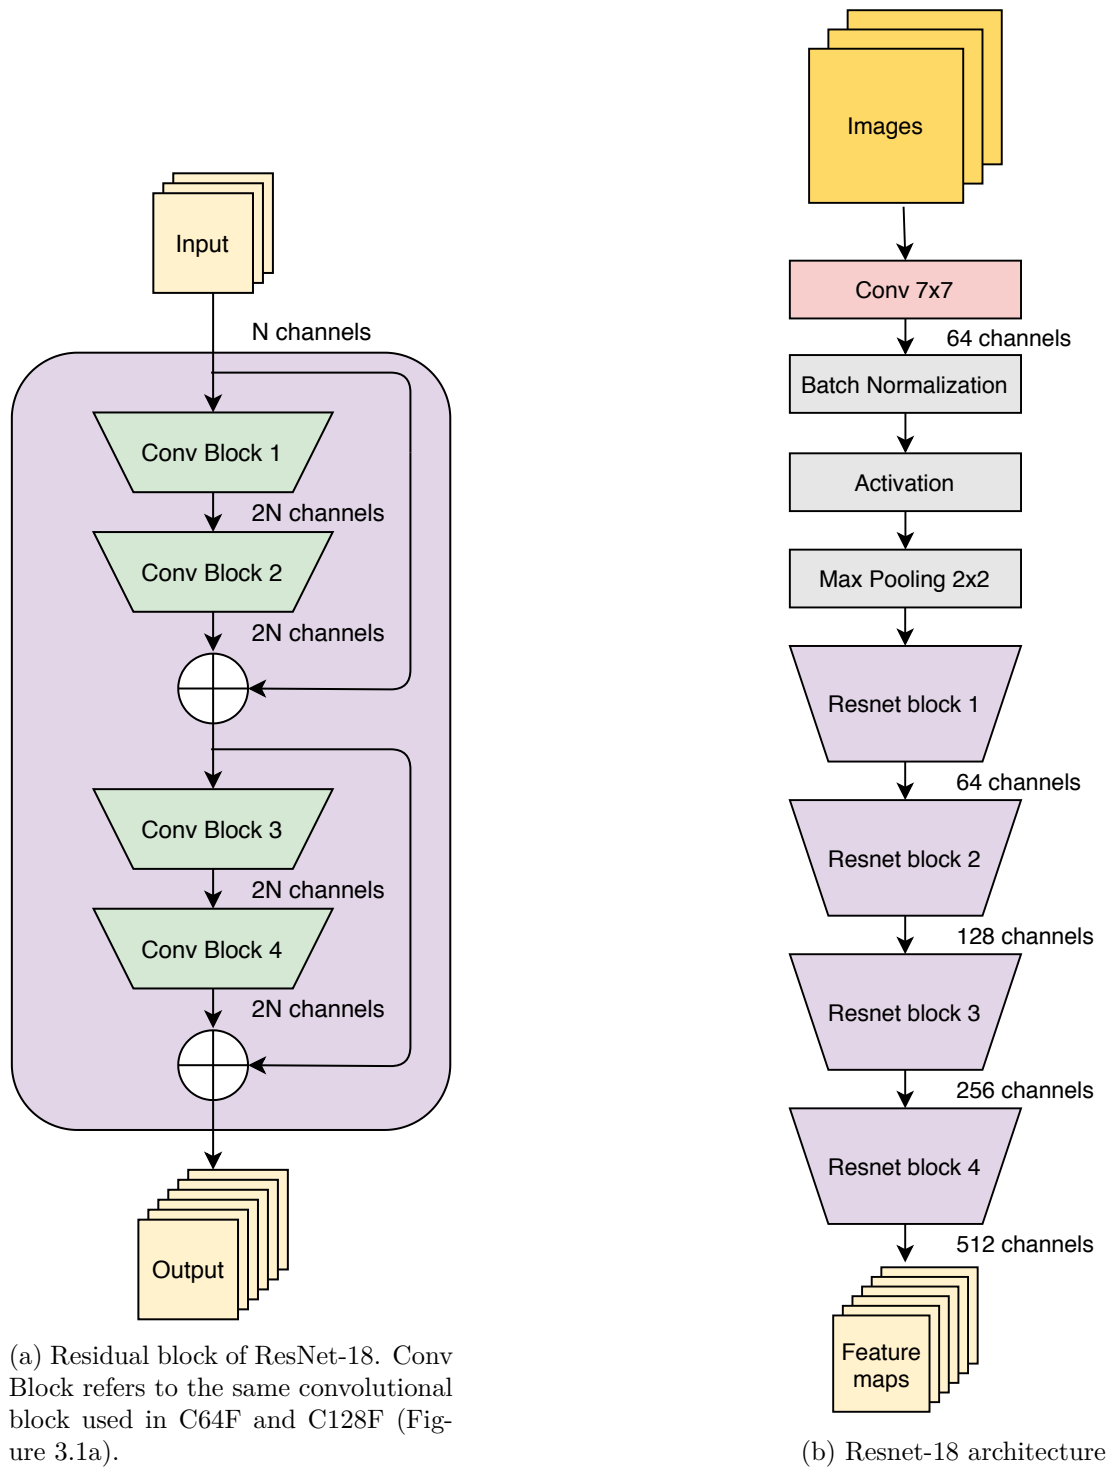 Input
N channels
Conv Block 1
2N channels
Conv Block 2
2N channels
Conv Block 3
2N channels
Conv Block 4
2N channels
Output
(a) Residual block of ResNet-18. Conv
Block refers to the same convolutional
block used in C64F and C128F (Fig-
ure 3.1a).
Images
Conv 7x7
64 channels
Batch Normalization
Activation
Max Pooling 2x2
Resnet block 1
64 channels
Resnet block 2
128 channels
Resnet block 3
256 channels
Resnet block 4
512 channels
Feature
maps
(b) Resnet-18 architecture